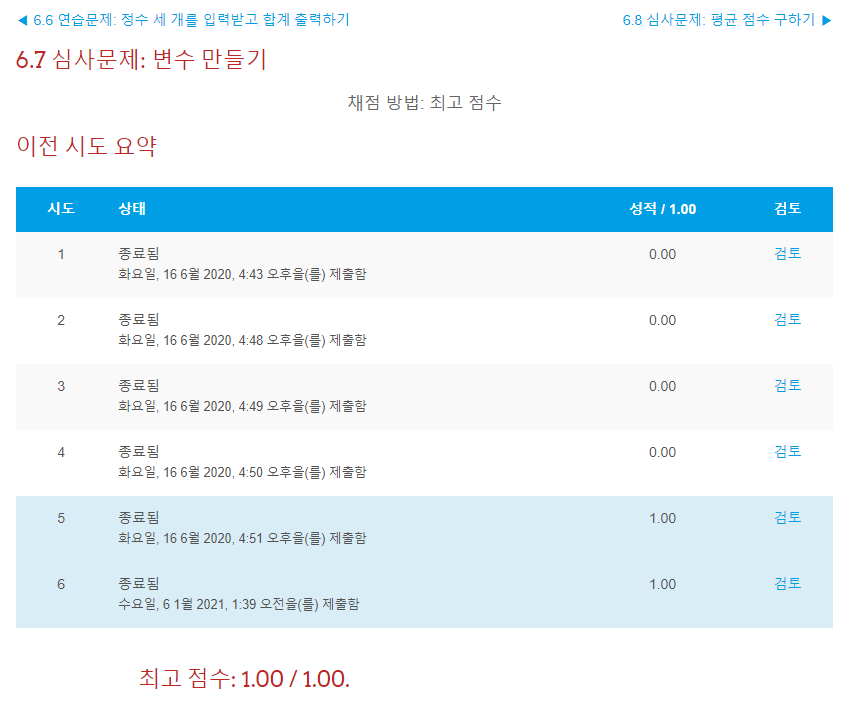 ◀ 6.6 연습문제: 정수 세 개를 입력받고 합계 출력하기 6.8 심사문제: 평균 점수 구하기 ▶
6.7 심사문제: 변수 만들기
채점 방법: 최고 점수
이전 시도 요약
시도 상태 성적 / 1.00 검토
1 종료됨 0.00 검토
화요일, 16 6월 2020, 4:43 오후을(를) 제출함
2 종료됨 0.00 검토
화요일, 16 6월 2020, 4:48 오후을(를) 제출함
3 종료됨 0.00 검토
화요일, 16 6월 2020, 4:49 오후을(를) 제출함
4 종료됨 0.00 검토
화요일, 16 6월 2020, 4:50 오후을(를) 제출함
5 종료됨 1.00 검토
화요일, 16 6월 2020, 4:51 오후을(를) 제출함
6 종료됨 1.00 검토
수요일, 6 1월 2021, 1:39 오전을(를) 제출함
최고 점수: 1.00 / 1.00.